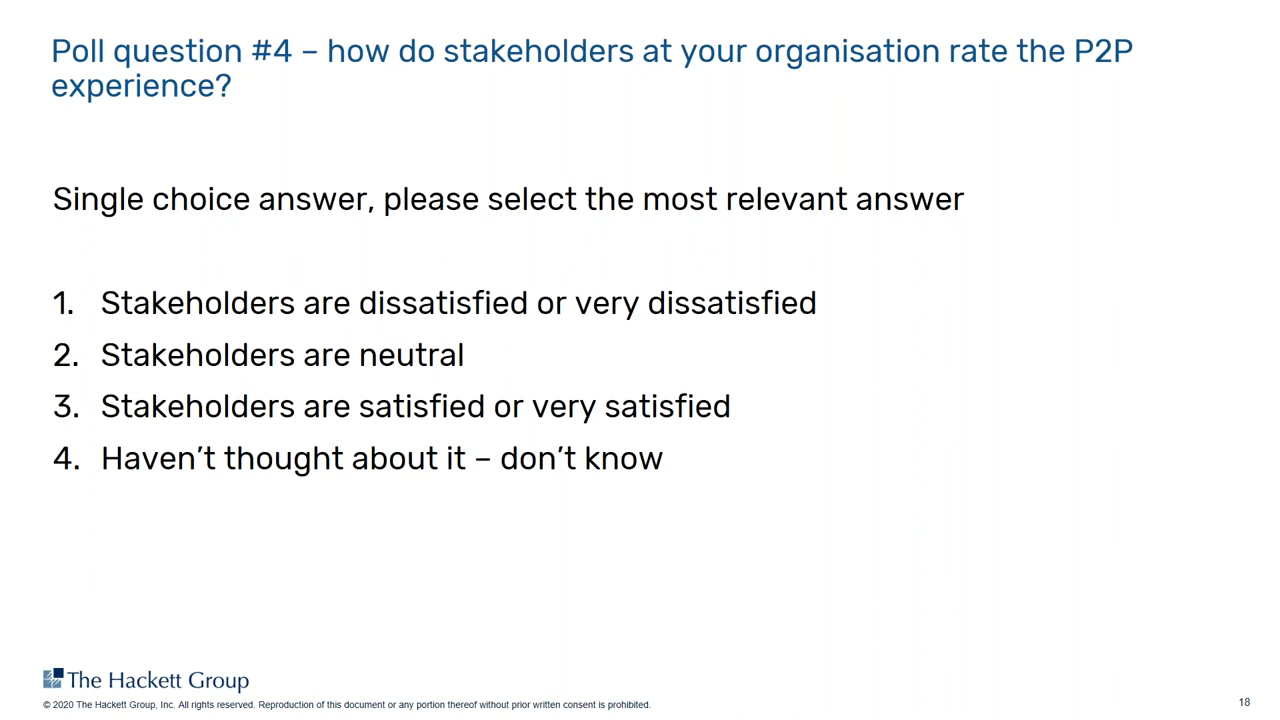 Poll question #4 – how do stakeholders at your organisation rate the P2P
experience?
Single choice answer, please select the most relevant answer
1. Stakeholders are dissatisfied or very dissatisfied
2. Stakeholders are neutral
3. Stakeholders are satisfied or very satisfied
4. Haven’t thought about it – don’t know
The Hackett Group
© 2020 The Hackett Group, Inc. All rights reserved. Reproduction of this document or any portion thereof without prior written consent is prohibited.
18